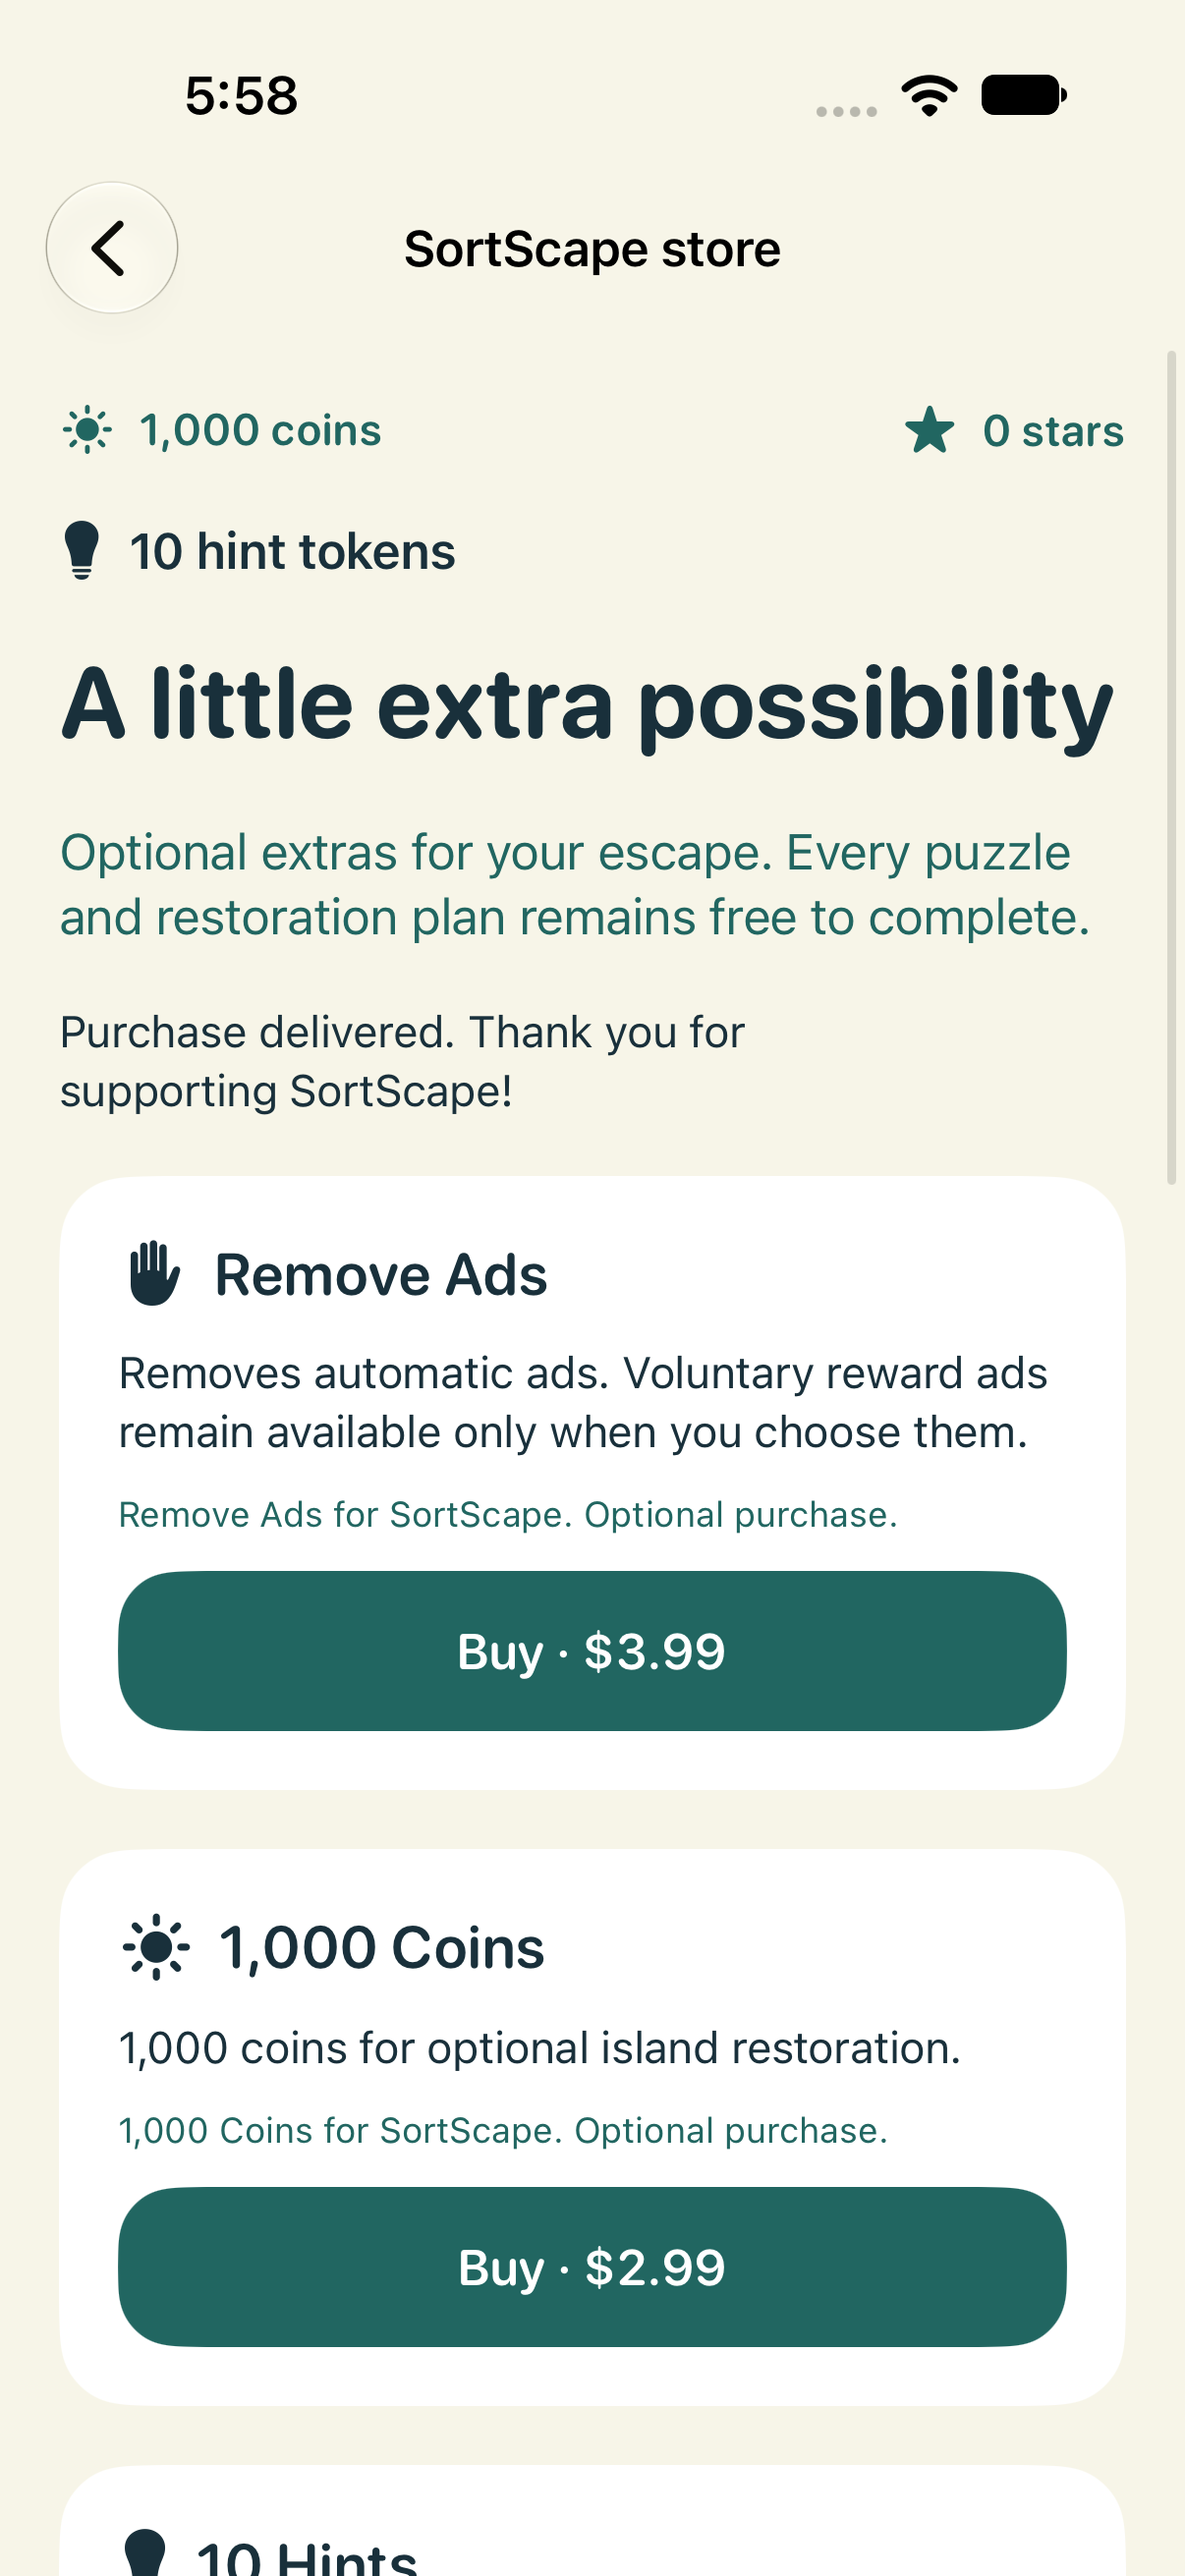 5:58
SortScape store
1,000 coins
0 stars
10 hint tokens
A little extra possibility
Optional extras for your escape. Every puzzle
and restoration plan remains free to complete.
Purchase delivered. Thank you for
supporting SortScape!
Remove Ads
Removes automatic ads. Voluntary reward ads
remain available only when you choose them.
Remove Ads for SortScape. Optional purchase.
Buy · $3.99
1,000 Coins
1,000 coins for optional island restoration.
1,000 Coins for SortScape. Optional purchase.
Buy · $2.99
10 Hints